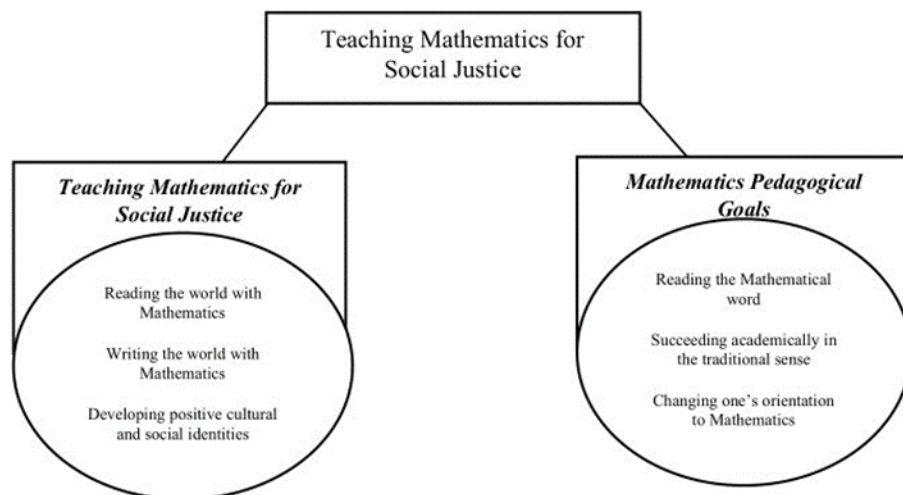 Teaching Mathematics for
Social Justice
Teaching Mathematics for
Social Justice
Reading the world with
Mathematics
Writing the world with
Mathematics
Developing positive cultural
and social identities
Mathematics Pedagogical
Goals
Reading the Mathematical
word
Succeeding academically in
the traditional sense
Changing one's orientation
to Mathematics